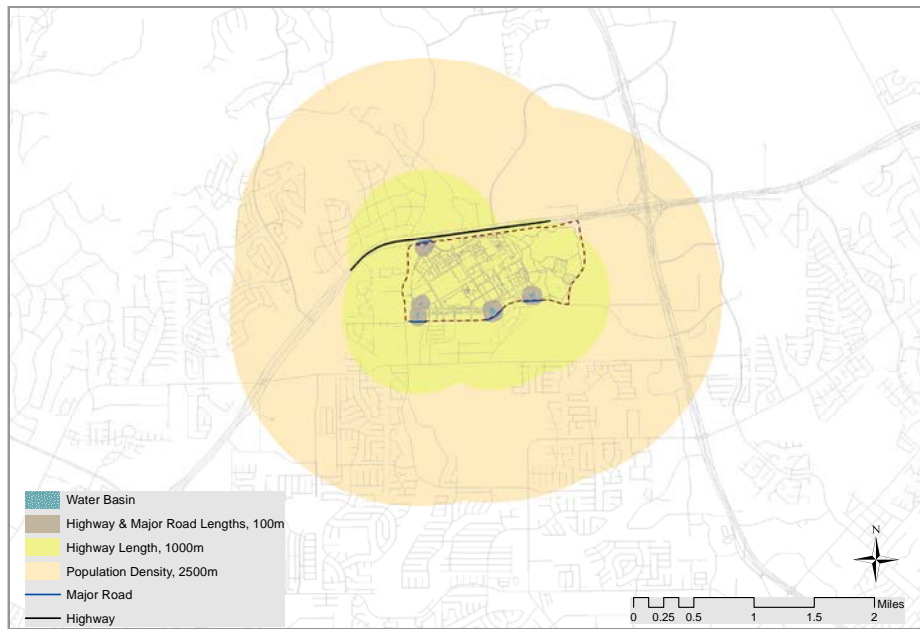 Water Basin
Highway & Major Road Lengths, 100m
Highway Length, 1000m
Population Density, 2500m
Major Road
Highway
N
Miles
0 0.25 0.5 1 1.5 2